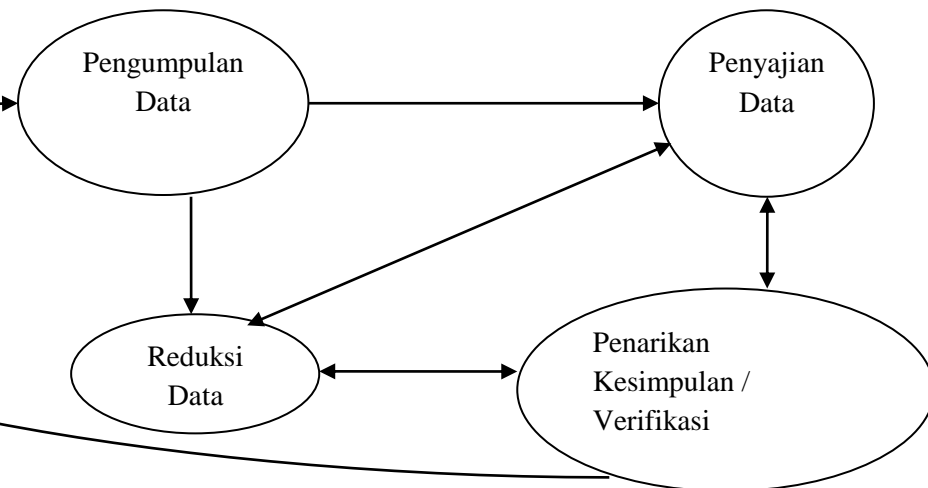 Pengumpulan
Data
Penyajian
Data
Reduksi
Data
Penarikan
Kesimpulan /
Verifikasi